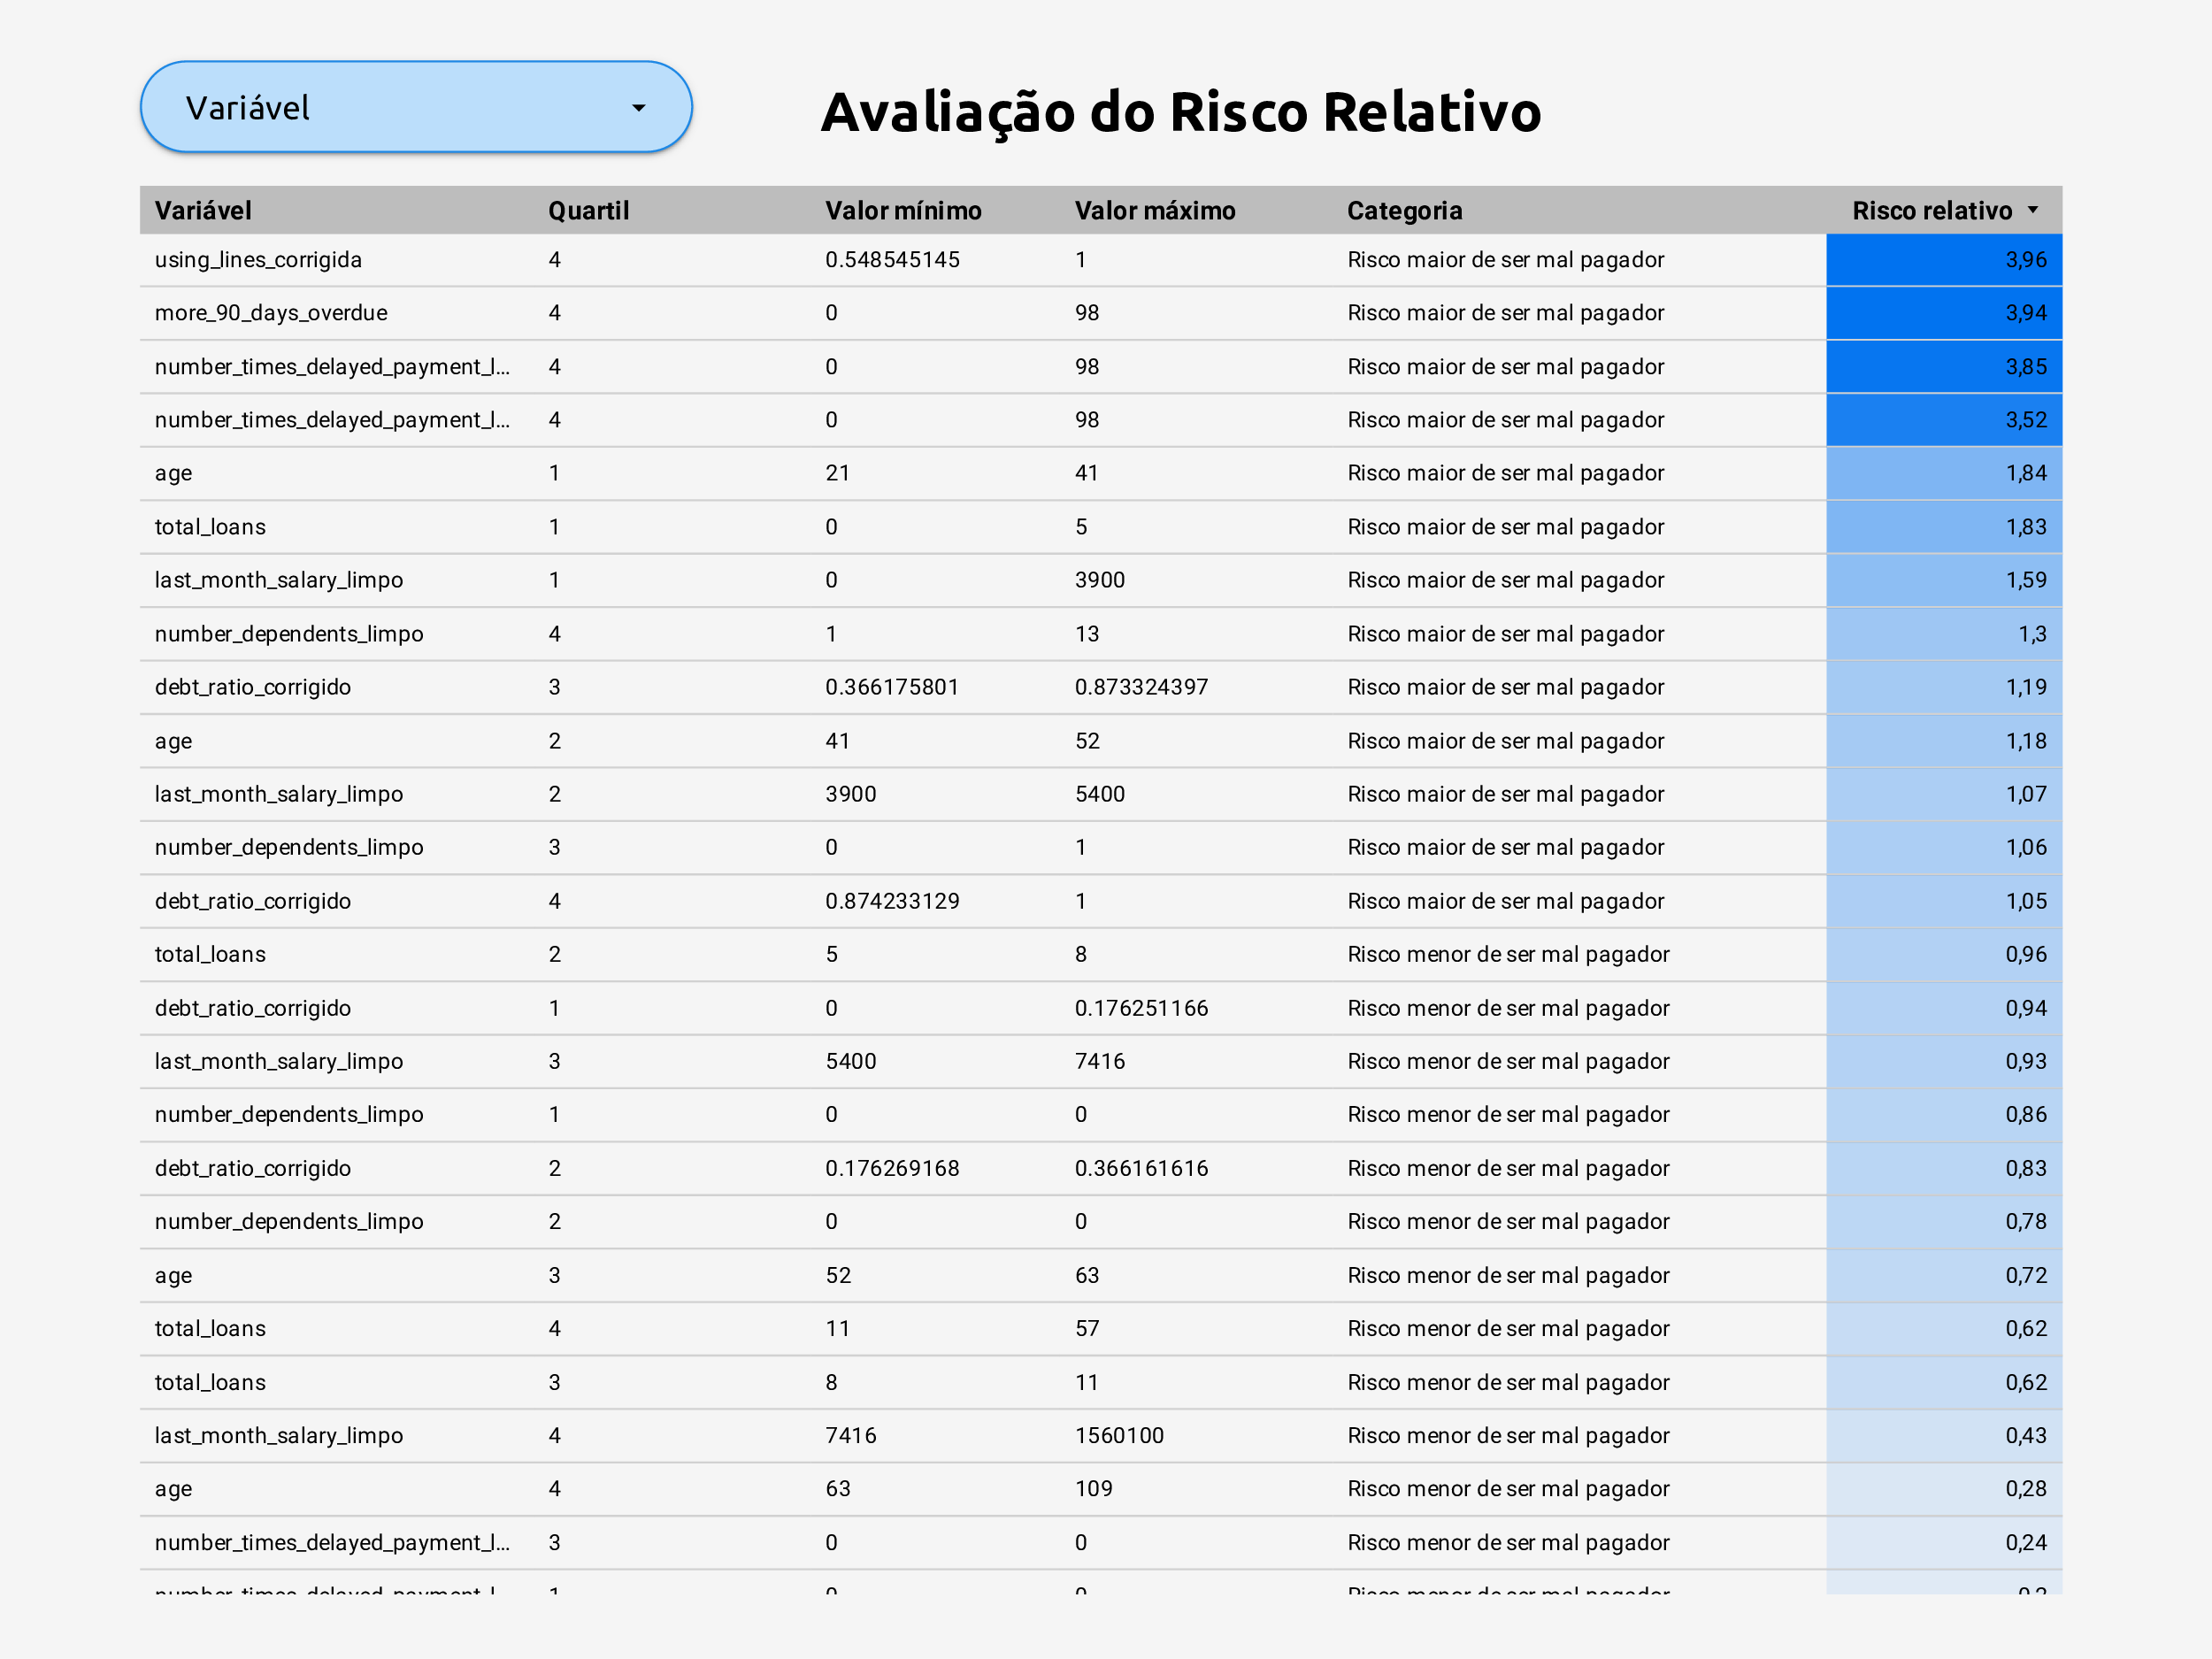 Variável
Avaliação do Risco Relativo
Variável Quartil Valor mínimo Valor máximo Categoria Risco relativo
using_lines_corrigida 4 0.548545145 1 Risco maior de ser mal pagador 3,96
more_90_days_overdue 4 0 98 Risco maior de ser mal pagador 3,94
number_times_delayed_payment_l... 4 0 98 Risco maior de ser mal pagador 3,85
number_times_delayed_payment_l... 4 0 98 Risco maior de ser mal pagador 3,52
age 1 21 41 Risco maior de ser mal pagador 1,84
total_loans 1 0 5 Risco maior de ser mal pagador 1,83
last_month_salary_limpo 1 0 3900 Risco maior de ser mal pagador 1,59
number_dependents_limpo 4 1 13 Risco maior de ser mal pagador 1,3
debt_ratio_corrigido 3 0.366175801 0.873324397 Risco maior de ser mal pagador 1,19
age 2 41 52 Risco maior de ser mal pagador 1,18
last_month_salary_limpo 2 3900 5400 Risco maior de ser mal pagador 1,07
number_dependents_limpo 3 0 1 Risco maior de ser mal pagador 1,06
debt_ratio_corrigido 4 0.874233129 1 Risco maior de ser mal pagador 1,05
total_loans 2 5 8 Risco menor de ser mal pagador 0,96
debt_ratio_corrigido 1 0 0.176251166 Risco menor de ser mal pagador 0,94
last_month_salary_limpo 3 5400 7416 Risco menor de ser mal pagador 0,93
number_dependents_limpo 1 0 0 Risco menor de ser mal pagador 0,86
debt_ratio_corrigido 2 0.176269168 0.366161616 Risco menor de ser mal pagador 0,83
number_dependents_limpo 2 0 0 Risco menor de ser mal pagador 0,78
age 3 52 63 Risco menor de ser mal pagador 0,72
total_loans 4 11 57 Risco menor de ser mal pagador 0,62
total_loans 3 8 11 Risco menor de ser mal pagador 0,62
last_month_salary_limpo 4 7416 1560100 Risco menor de ser mal pagador 0,43
age 4 63 109 Risco menor de ser mal pagador 0,28
number_times_delayed_payment_l... 3 0 0 Risco menor de ser mal pagador 0,24